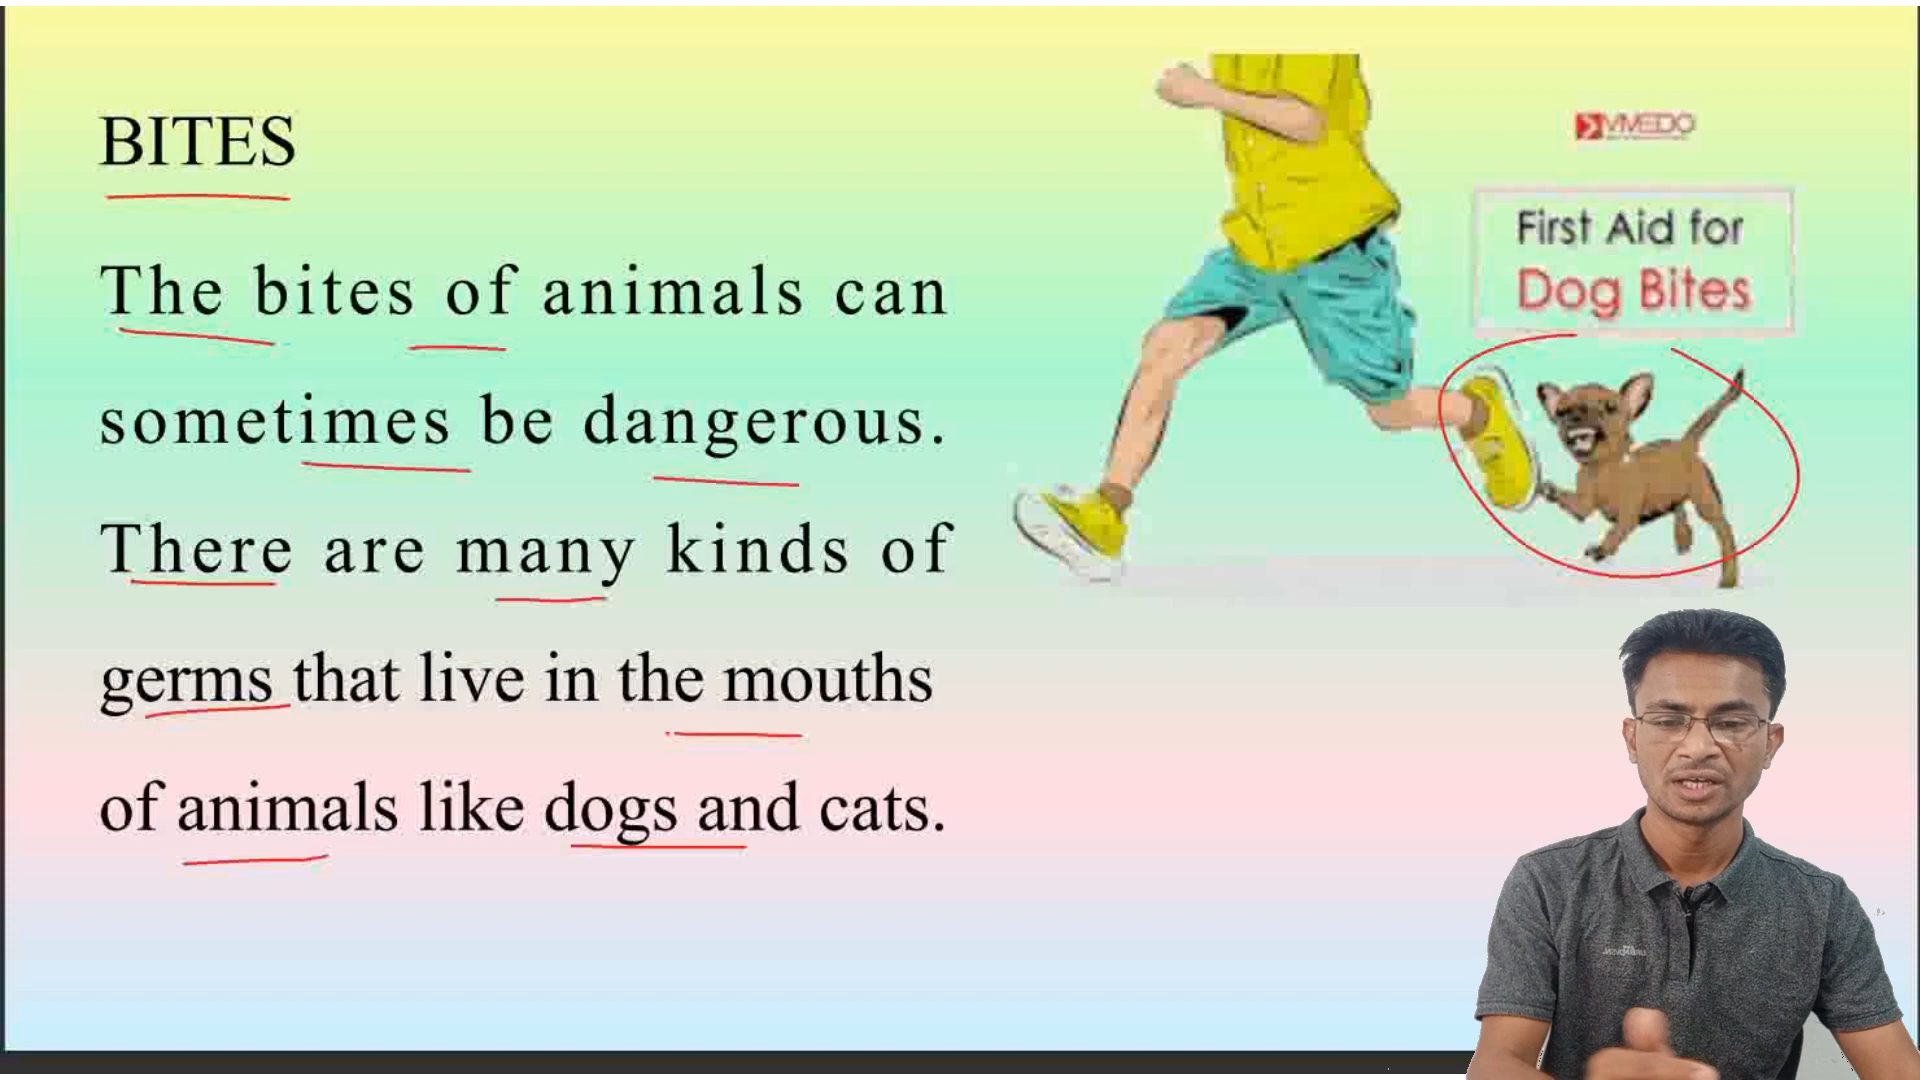 BITES
The bites of animals can
sometimes be dangerous.
There are many kinds of
germs that live in the mouths
of animals like dogs and cats.
VMEDO
First Aid for
Dog Bites